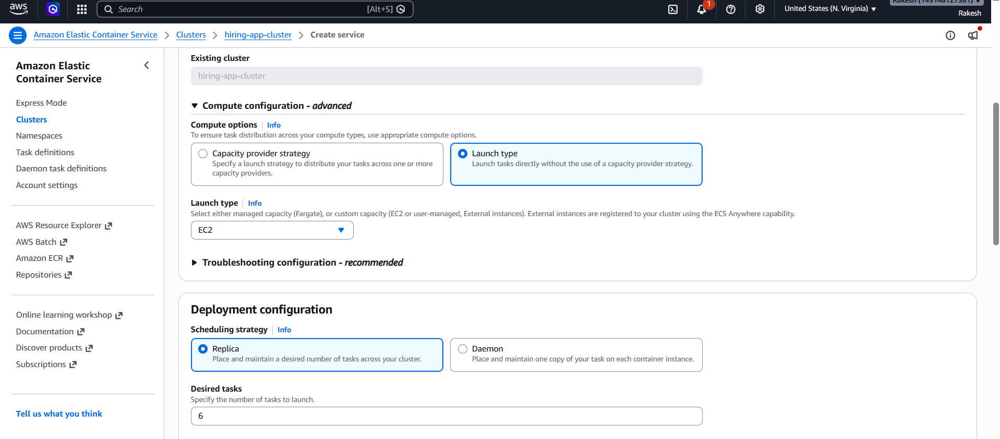 aws
Search
[Alt+S]
1
United States (N. Virginia)
Rakesh (149146127381)
Rakesh
Amazon Elastic Container Service
Clusters
hiring-app-cluster
Create service
Amazon Elastic
Container Service
Express Mode
Clusters
Namespaces
Task definitions
Daemon task definitions
Account settings
AWS Resource Explorer
AWS Batch
Amazon ECR
Repositories
Online learning workshop
Documentation
Discover products
Subscriptions
Tell us what you think
Existing cluster
hiring-app-cluster
Compute configuration - advanced
Compute options
Info
To ensure task distribution across your compute types, use appropriate compute options.
Capacity provider strategy
Specify a launch strategy to distribute your tasks across one or more
capacity providers.
Launch type
Launch tasks directly without the use of a capacity provider strategy.
Launch type
Info
Select either managed capacity (Fargate), or custom capacity (EC2 or user-managed, External instances). External instances are registered to your cluster using the ECS Anywhere capability.
EC2
Troubleshooting configuration - recommended
Deployment configuration
Scheduling strategy
Info
Replica
Place and maintain a desired number of tasks across your cluster.
Daemon
Place and maintain one copy of your task on each container instance.
Desired tasks
Specify the number of tasks to launch.
6